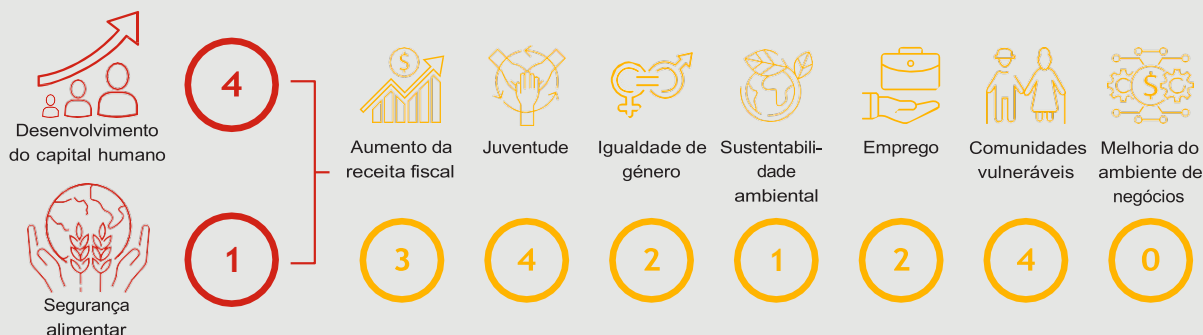 4
Desenvolvimento
do capital humano
1
Segurança
alimentar
$
Aumento da
receita fiscal
3
Juventude
4
Igualdade de
género
2
Sustentabili-
dade
ambiental
1
Emprego
2
Comunidades
vulneráveis
4
$
Melhoria do
ambiente de
negócios
0